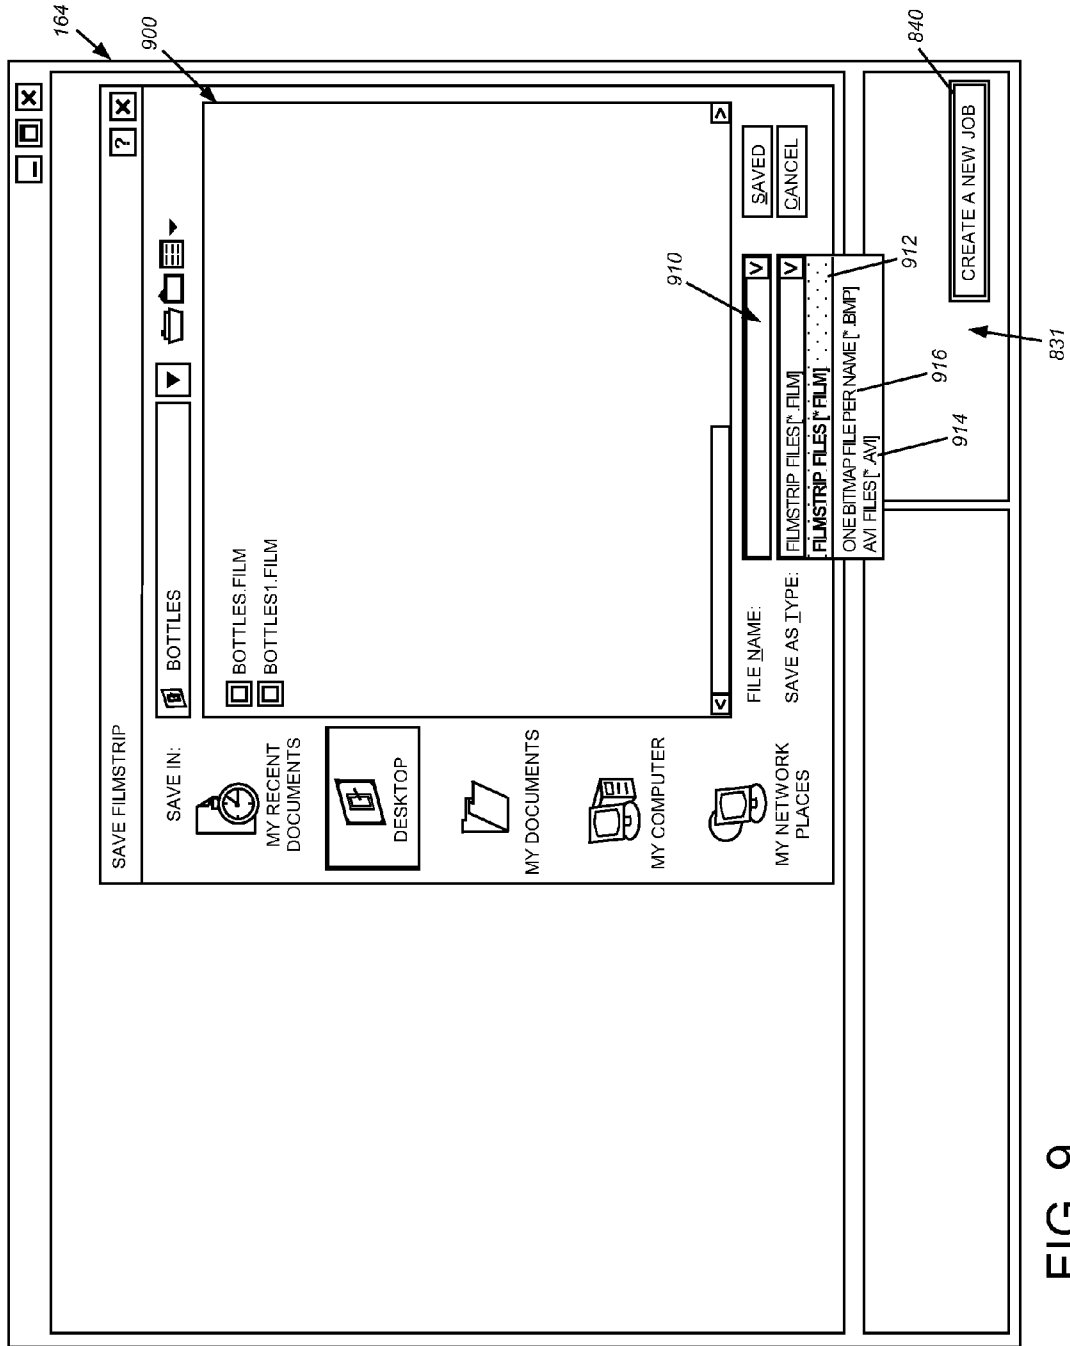 164
900
SAVE FILMSTRIP
?
SAVE IN:
BOTTLES
MY RECENT
DOCUMENTS
DESKTOP
MY DOCUMENTS
MY COMPUTER
MY NETWORK
PLACES
BOTTLES.FILM
BOTTLES1.FILM
910
FILE NAME:
SAVED
SAVE AS TYPE:
FILMSTRIP FILES[*.FILM]
CANCEL
FILMSTRIP FILES[*.FILM]
912
ONE BITMAP FILE PER NAME[*.BMP]
916
AVI FILES[*.AVI]
914
840
CREATE A NEW JOB
831
FIG. 9